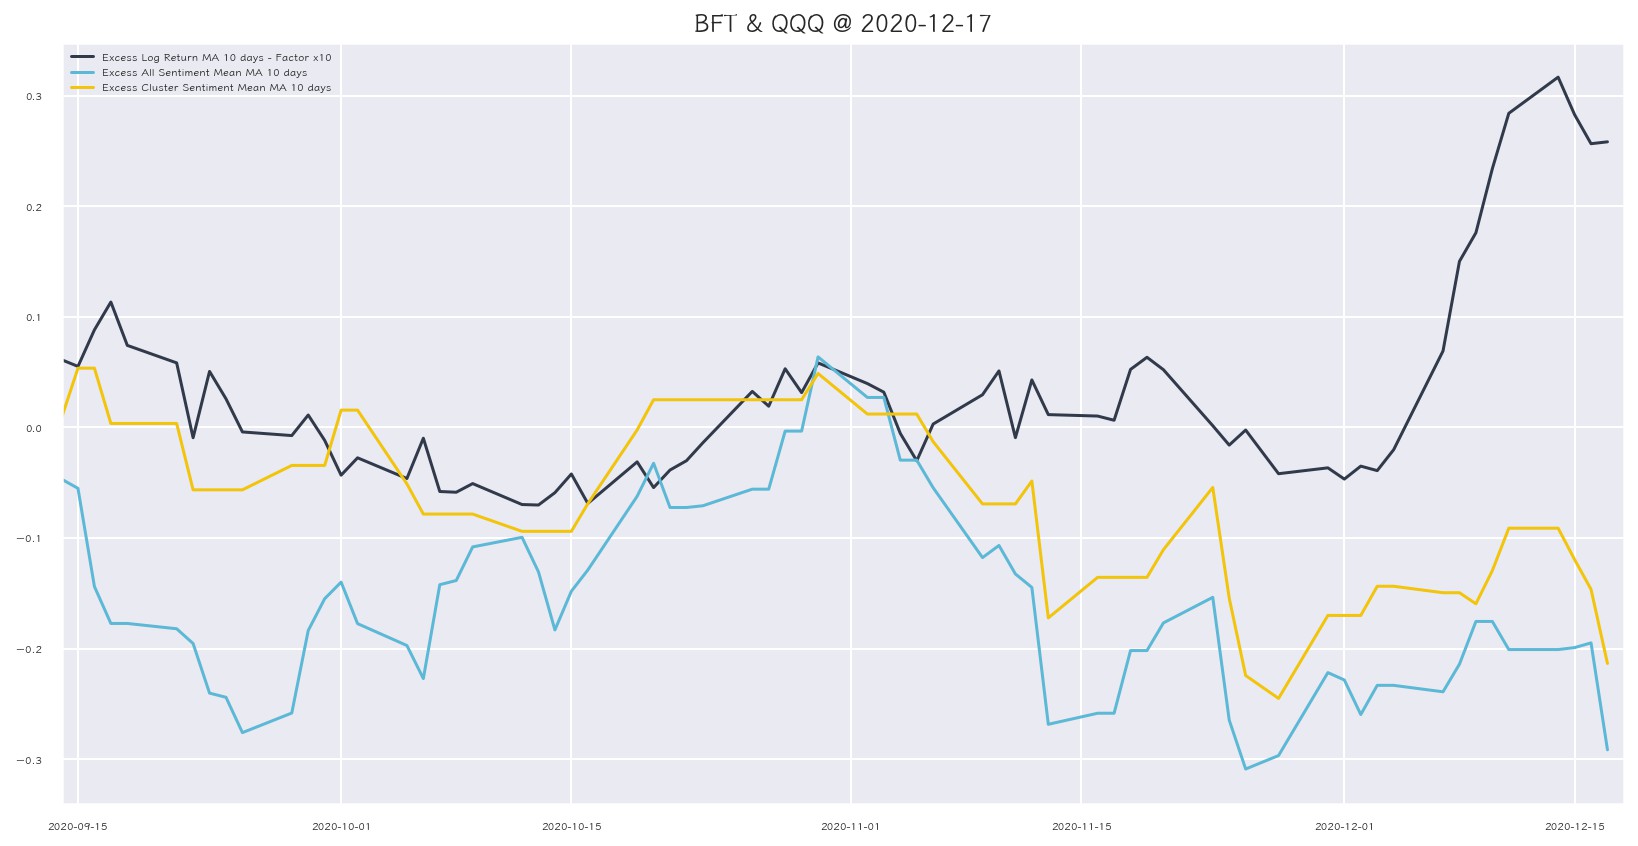 BFT & QQQ @ 2020-12-17
Excess Log Return MA 10 days - Factor x10
Excess All Sentiment Mean MA 10 days
Excess Cluster Sentiment Mean MA 10 days
0.3
0.2
0.1
0.0
−0.1
−0.2
−0.3
2020-09-15 2020-10-01 2020-10-15 2020-11-01 2020-11-15 2020-12-01 2020-12-15